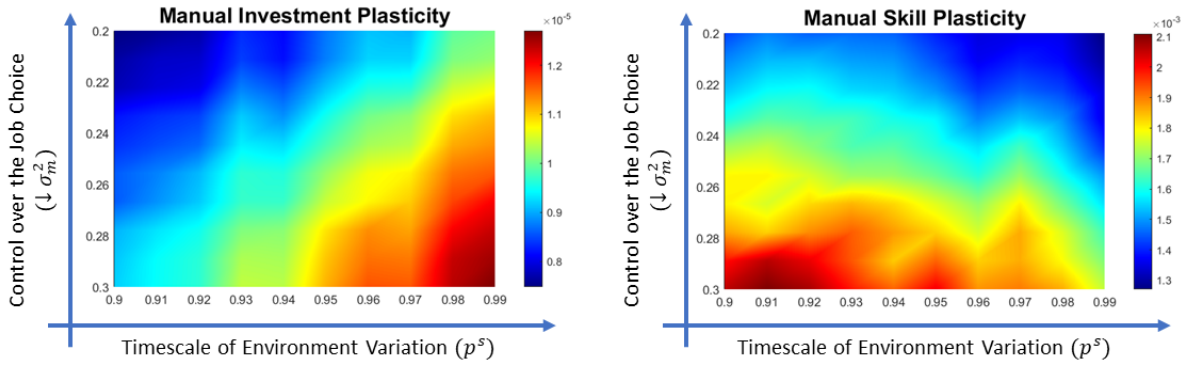 Manual Investment Plasticity
×10⁻⁵
0.2
0.22
0.24
0.26
0.28
0.3
0.9 0.91 0.92 0.93 0.94 0.95 0.96 0.97 0.98 0.99
1.2
1.1
1
0.9
0.8
Control over the Job Choice
(↓ σ²ₘ)
Timescale of Environment Variation (pˢ)
Manual Skill Plasticity
×10⁻³
0.2
0.22
0.24
0.26
0.28
0.3
0.9 0.91 0.92 0.93 0.94 0.95 0.96 0.97 0.98 0.99
2.1
2
1.9
1.8
1.7
1.6
1.5
1.4
1.3
Control over the Job Choice
(↓ σ²ₘ)
Timescale of Environment Variation (pˢ)